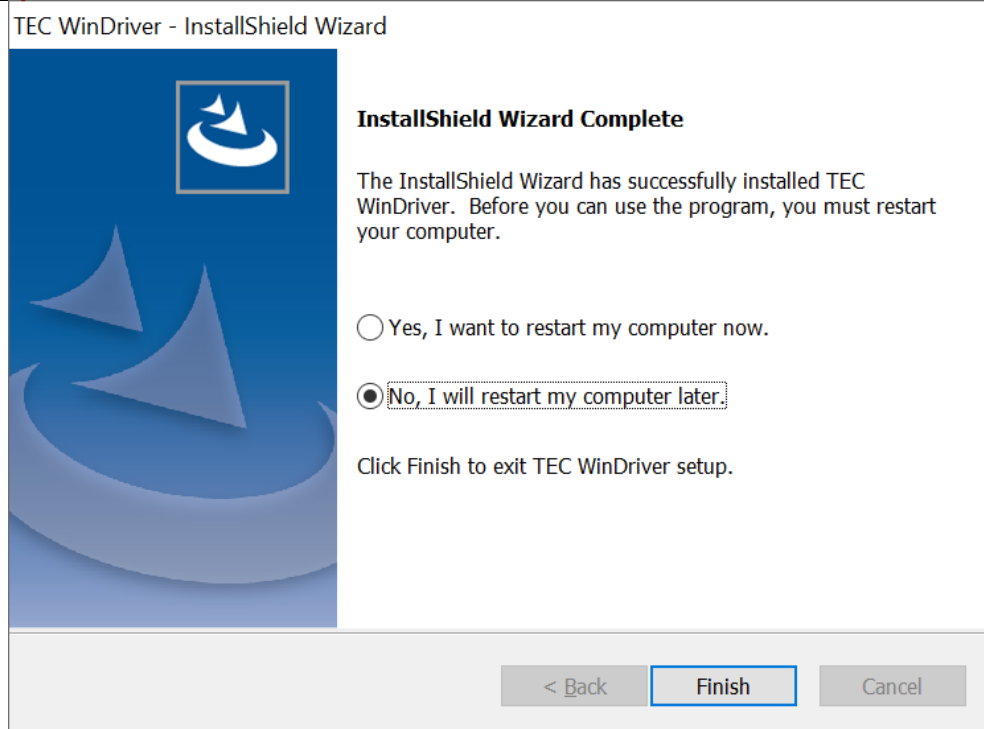 TEC WinDriver - InstallShield Wizard
InstallShield Wizard Complete
The InstallShield Wizard has successfully installed TEC
WinDriver.  Before you can use the program, you must restart
your computer.
Yes, I want to restart my computer now.
No, I will restart my computer later.
Click Finish to exit TEC WinDriver setup.
< Back
Finish
Cancel